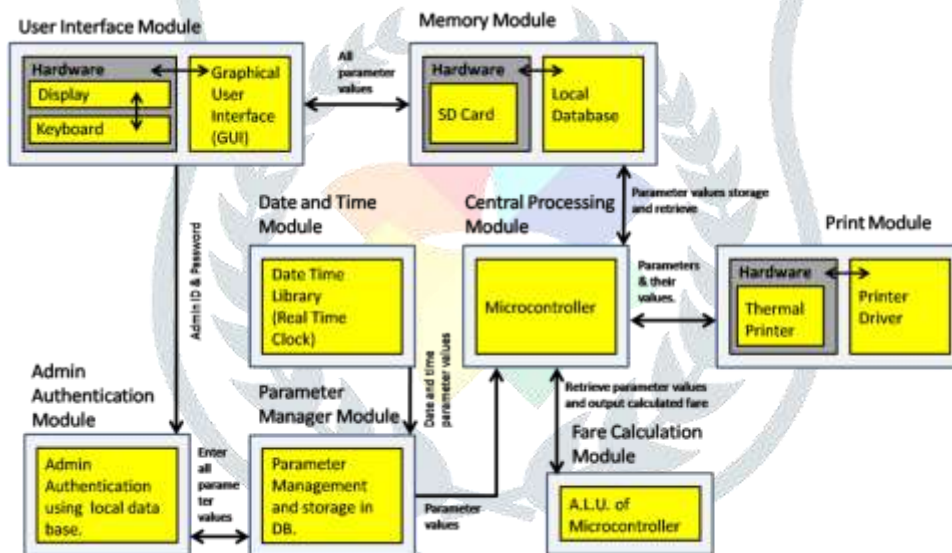 User Interface Module
Hardware
Display
Keyboard
Graphical
User
Interface
(GUI)
All
parameter
values
Memory Module
Hardware
SD Card
Local
Database
Parameter values storage
and retrieve
Admin ID & Password
Date and Time
Module
Date Time
Library
(Real Time
Clock)
Date and time
parameter values
Central Processing
Module
Microcontroller
Parameters
& their
values.
Print Module
Hardware
Thermal
Printer
Printer
Driver
Retrieve parameter values
and output calculated fare
Admin
Authentication
Module
Admin
Authentication
using local data
base.
Enter
all
parame
ter
values
Parameter
Manager Module
Parameter
Management
and storage in
DB.
Parameter
values
Fare Calculation
Module
A.L.U. of
Microcontroller